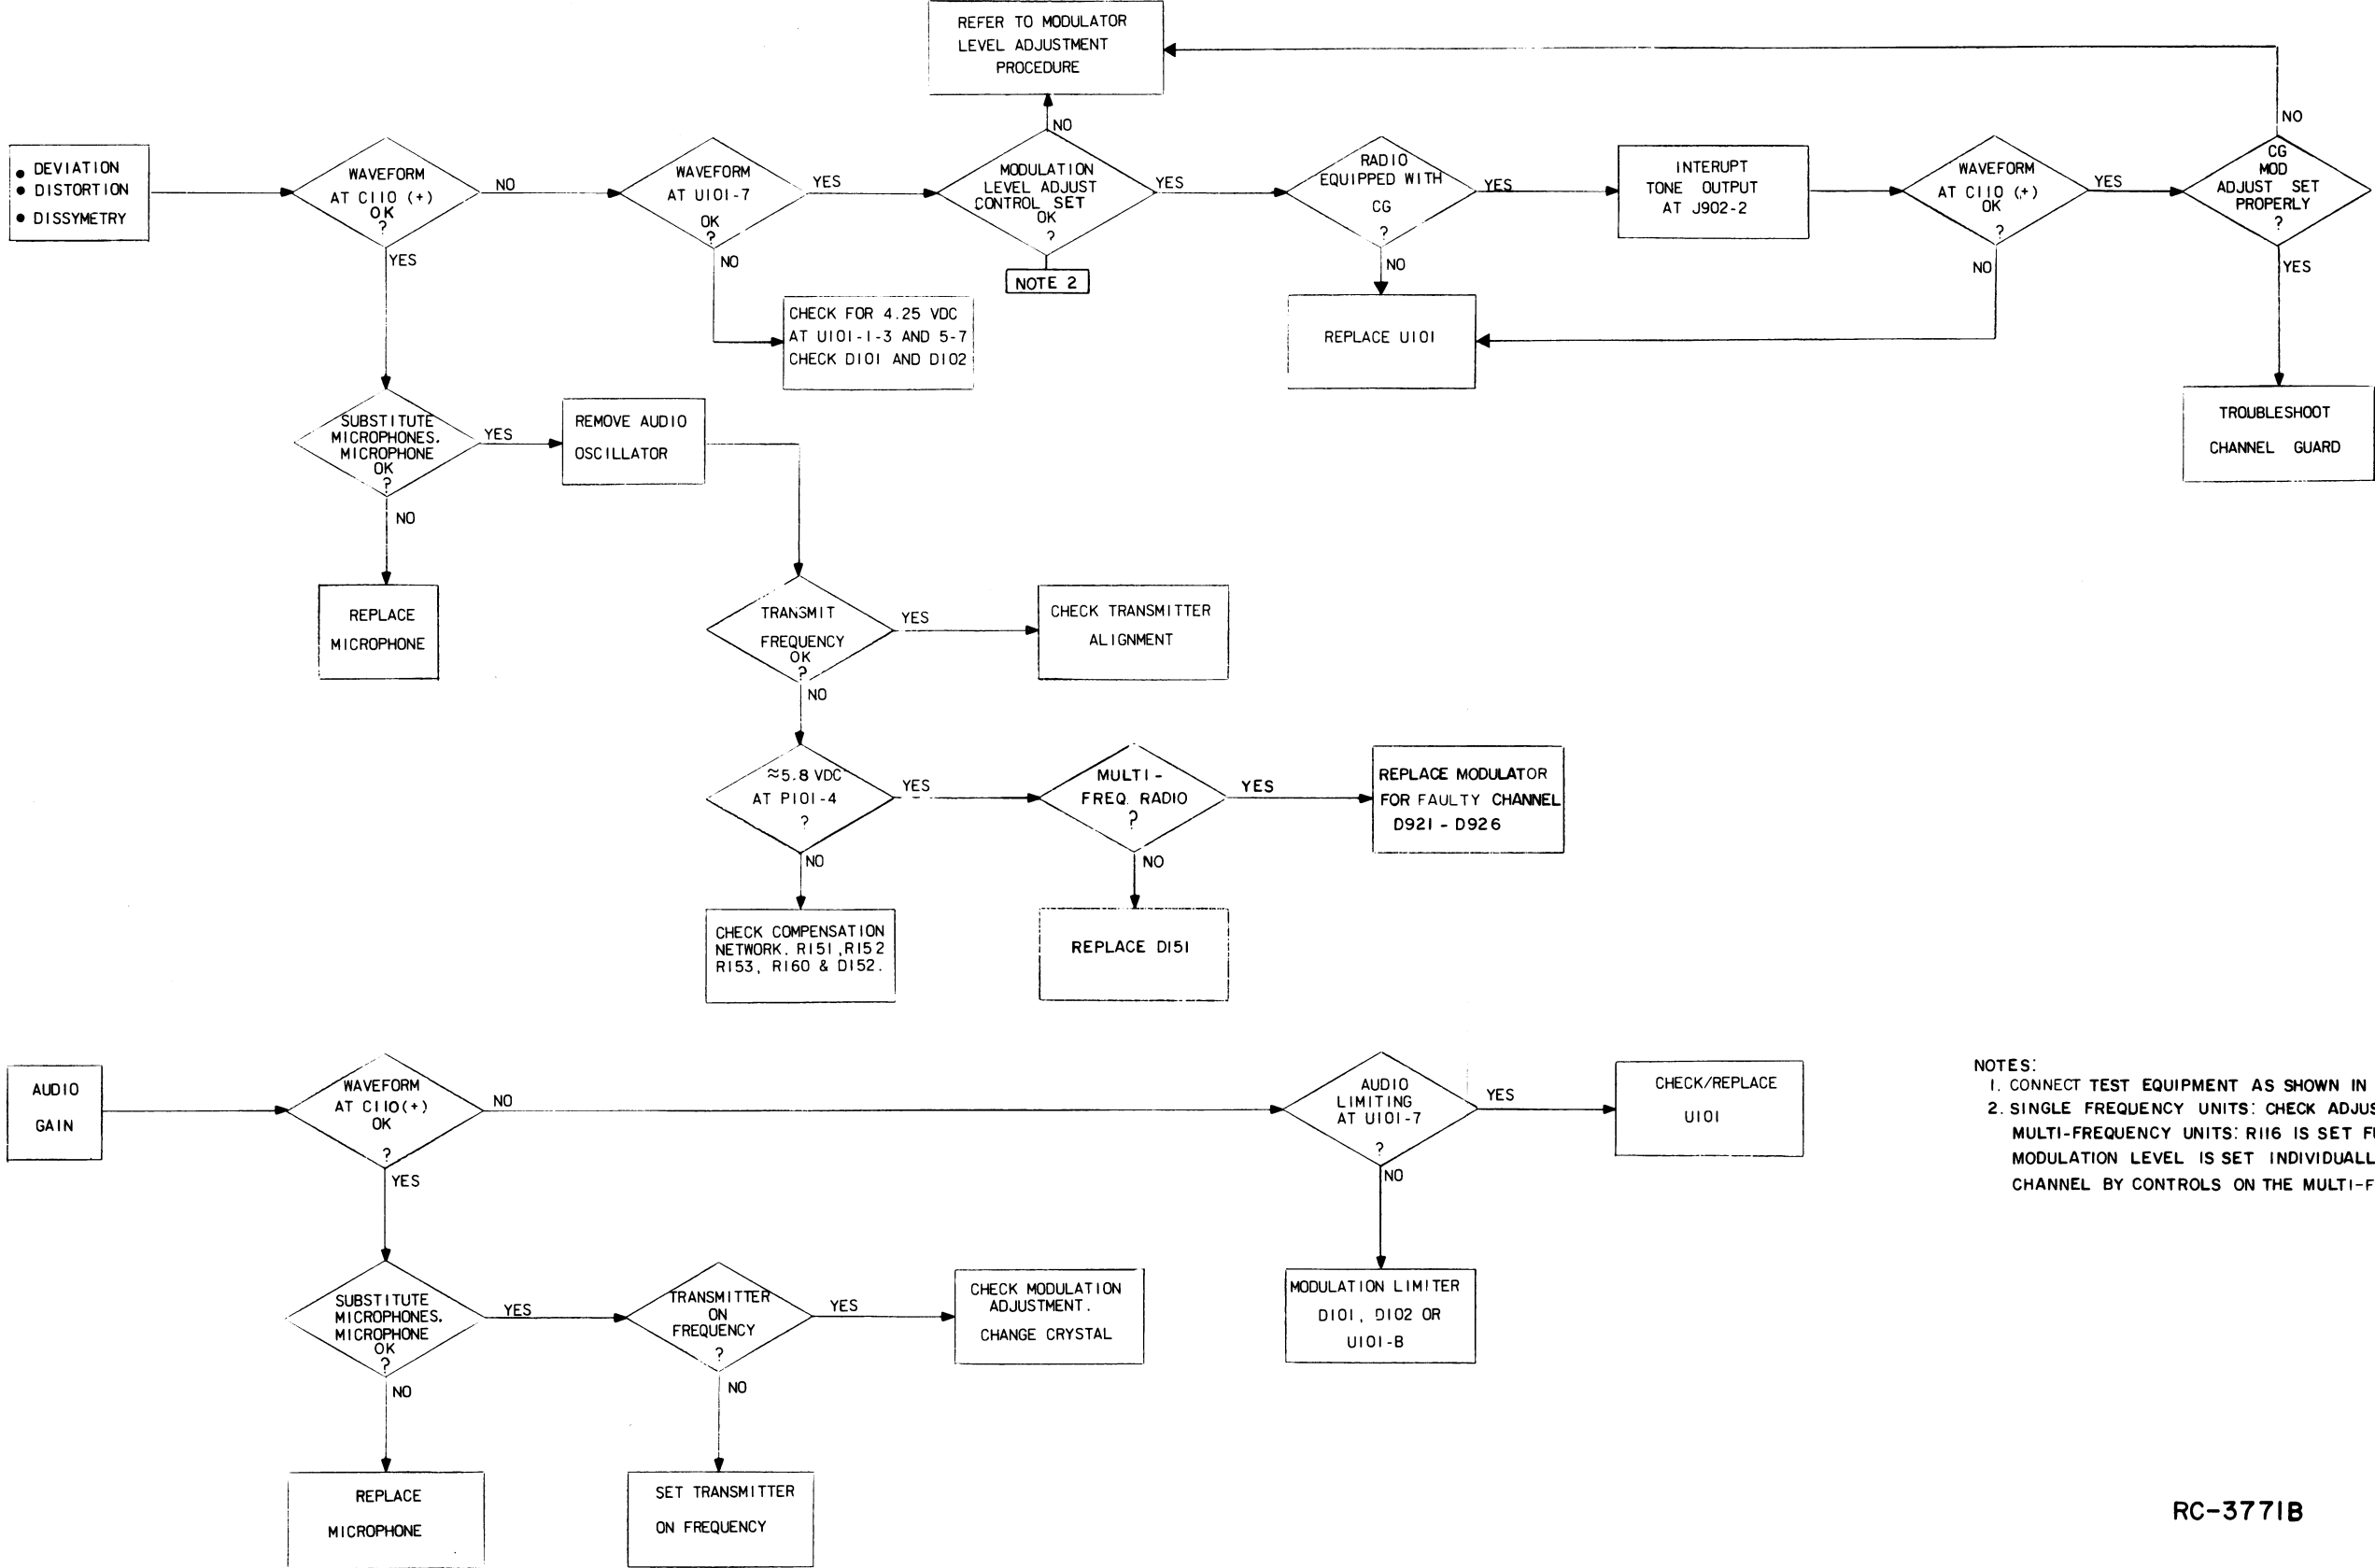 REFER TO MODULATOR
LEVEL ADJUSTMENT
PROCEDURE
NO
NO
• DEVIATION
• DISTORTION
• DISSYMETRY
WAVEFORM
AT C110 (+)
OK
?
NO
YES
WAVEFORM
AT U101-7
OK
?
YES
NO
MODULATION
LEVEL ADJUST
CONTROL SET
OK
?
YES
NOTE 2
RADIO
EQUIPPED WITH
CG
?
YES
NO
INTERUPT
TONE OUTPUT
AT J902-2
WAVEFORM
AT C110 (+)
OK
?
YES
NO
CG
MOD
ADJUST SET
PROPERLY
?
YES
CHECK FOR 4.25 VDC
AT U101-1-3 AND 5-7
CHECK D101 AND D102
REPLACE U101
TROUBLESHOOT
CHANNEL GUARD
SUBSTITUTE
MICROPHONES.
MICROPHONE
OK
?
YES
NO
REMOVE AUDIO
OSCILLATOR
REPLACE
MICROPHONE
TRANSMIT
FREQUENCY
OK
?
YES
NO
CHECK TRANSMITTER
ALIGNMENT
≈5.8 VDC
AT P101-4
?
YES
NO
MULTI-
FREQ. RADIO
?
YES
NO
REPLACE MODULATOR
FOR FAULTY CHANNEL
D921 - D926
CHECK COMPENSATION
NETWORK. R151, R152
R153, R160 & D152.
REPLACE D151
AUDIO
GAIN
WAVEFORM
AT C110(+)
OK
?
NO
YES
AUDIO
LIMITING
AT U101-7
?
YES
NO
CHECK/REPLACE
U101
NOTES:
1. CONNECT TEST EQUIPMENT AS SHOWN IN
2. SINGLE FREQUENCY UNITS: CHECK ADJUS
MULTI-FREQUENCY UNITS: R116 IS SET
MODULATION LEVEL IS SET INDIVIDUALL
CHANNEL BY CONTROLS ON THE MULTI-F
SUBSTITUTE
MICROPHONES.
MICROPHONE
OK
?
YES
NO
TRANSMITTER
ON
FREQUENCY
?
YES
NO
CHECK MODULATION
ADJUSTMENT.
CHANGE CRYSTAL
MODULATION LIMITER
D101, D102 OR
U101-B
REPLACE
MICROPHONE
SET TRANSMITTER
ON FREQUENCY
RC-3771B